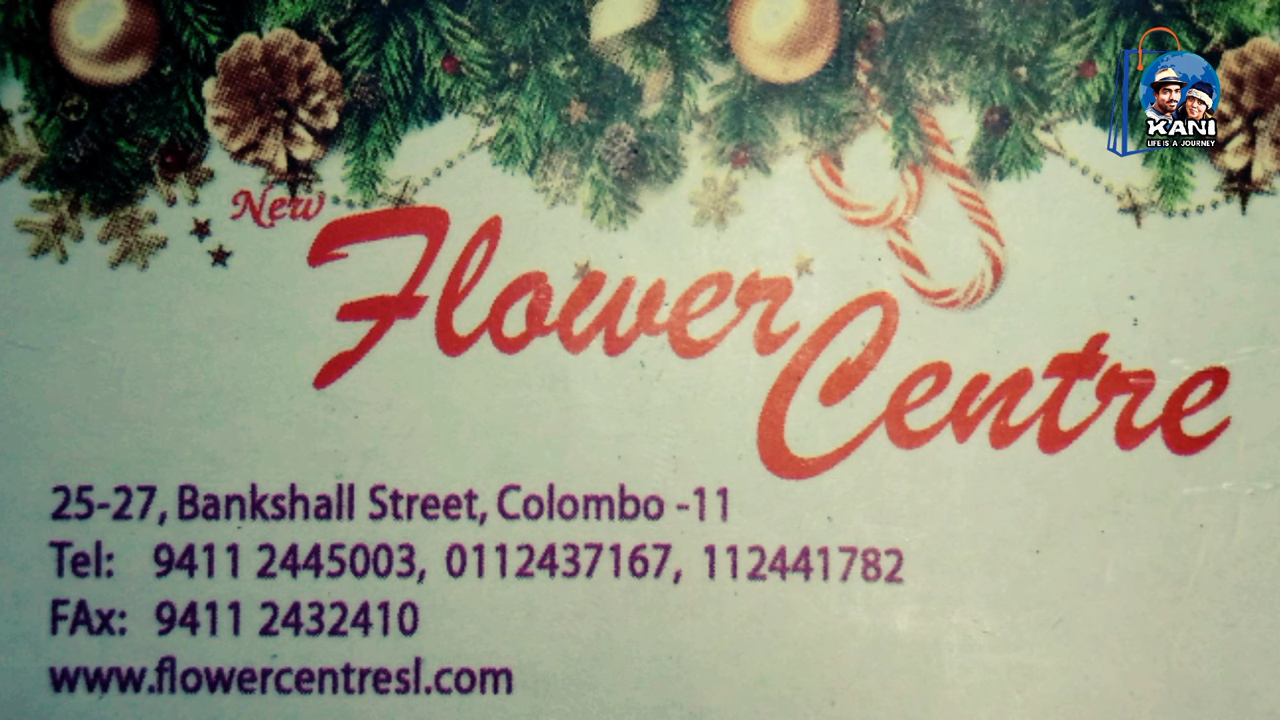 KANI
LIFE IS A JOURNEY
New
Flower
Centre
25-27, Bankshall Street, Colombo -11
Tel: 9411 2445003, 0112437167, 112441782
FAx: 9411 2432410
www.flowercentresl.com